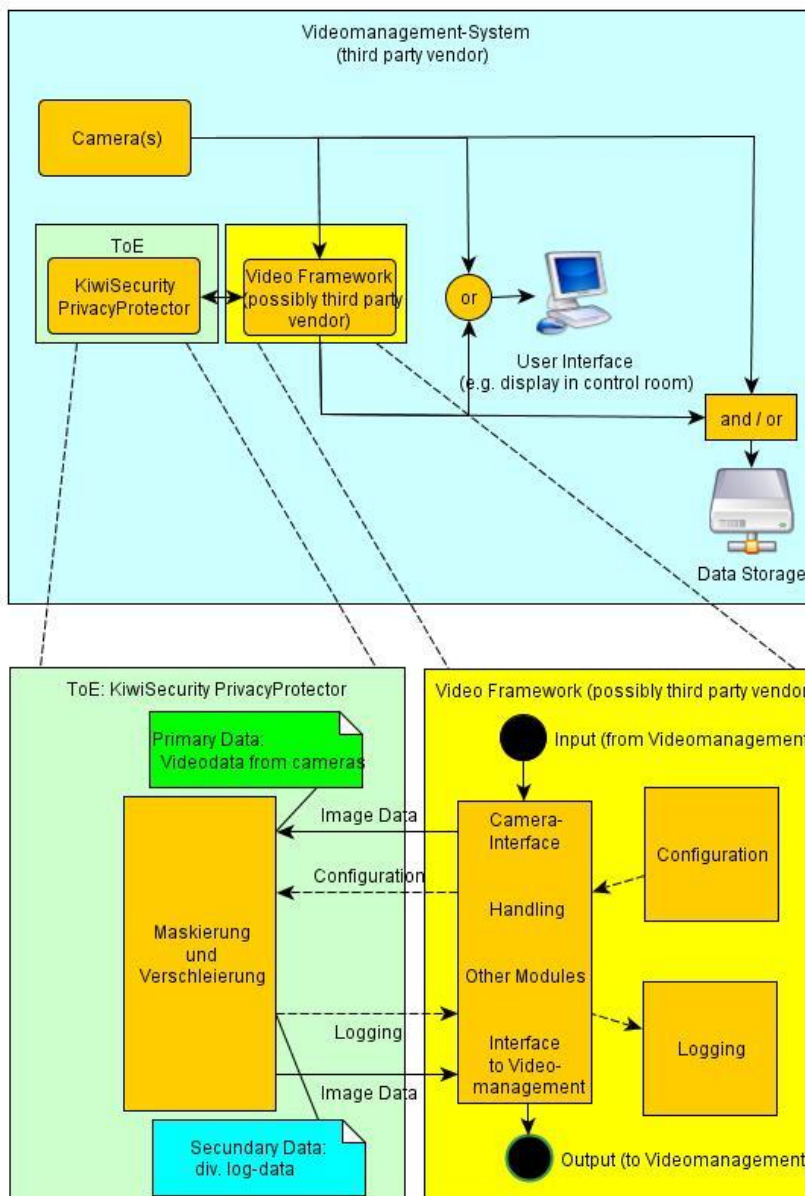 Videomanagement-System
(third party vendor)
Camera(s)
ToE
KiwiSecurity
PrivacyProtector
Video Framework
(possibly third party
vendor)
or
User Interface
(e.g. display in control room)
and / or
Data Storage
ToE: KiwiSecurity PrivacyProtector
Primary Data:
Videodata from cameras
Image Data
Configuration
Maskierung
und
Verschleierung
Logging
Image Data
Secundary Data:
div. log-data
Video Framework (possibly third party vendor
Input (from Videomanagement
Camera-
Interface
Handling
Other Modules
Interface
to Video-
management
Configuration
Logging
Output (to Videomanagement